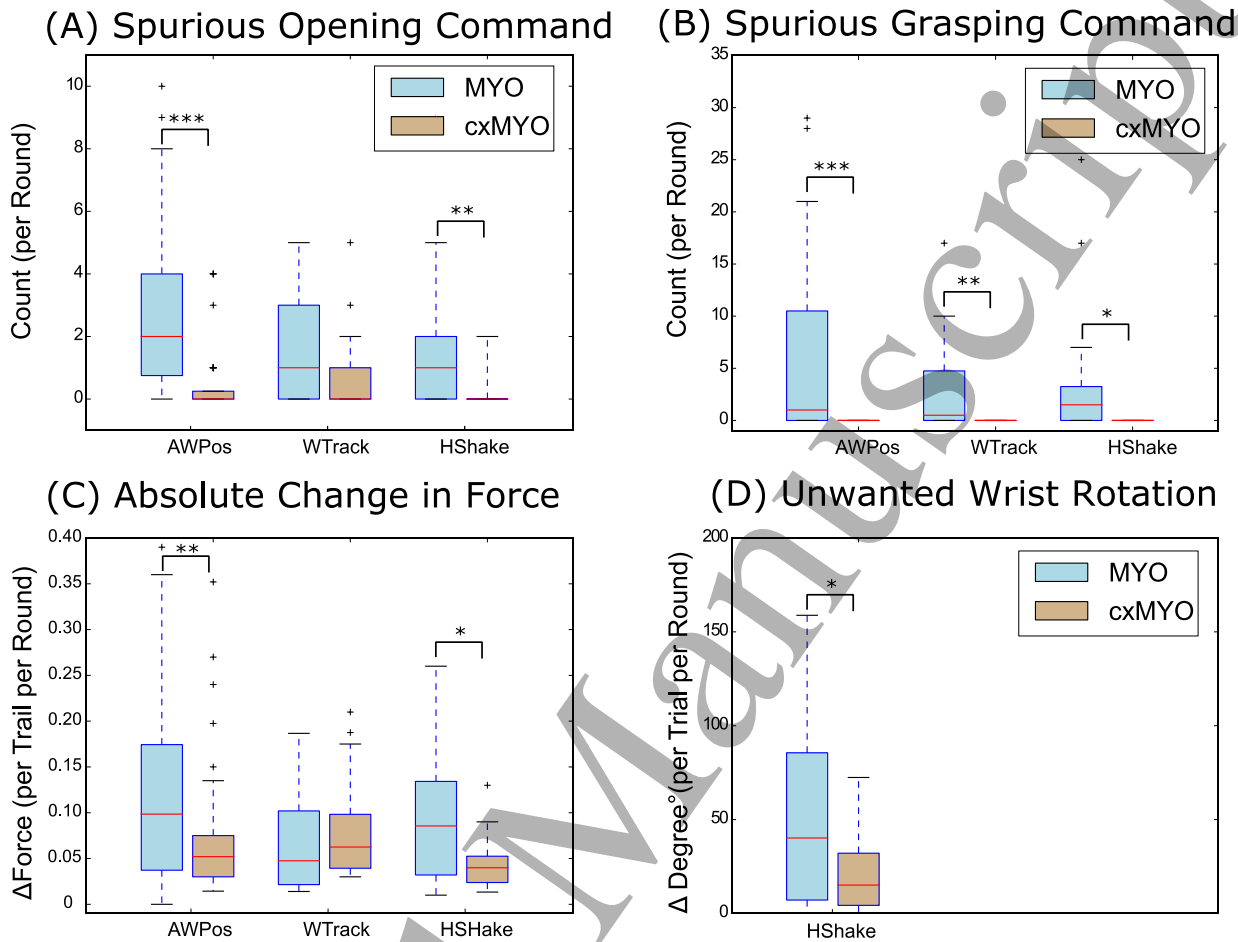 (A) Spurious Opening Command
Count (per Round)
10
8
6
4
2
0
MYO
cxMYO
***
**
AWPos WTrack HShake
(B) Spurious Grasping Command
Count (per Round)
35
30
25
20
15
10
5
0
MYO
cxMYO
***
**
*
AWPos WTrack HShake
(C) Absolute Change in Force
ΔForce (per Trail per Round)
0.40
0.35
0.30
0.25
0.20
0.15
0.10
0.05
0
**
*
AWPos WTrack HSHake
(D) Unwanted Wrist Rotation
Δ Degree° (per Trial per Round)
200
150
100
50
0
MYO
cxMYO
*
HShake
Manuscript